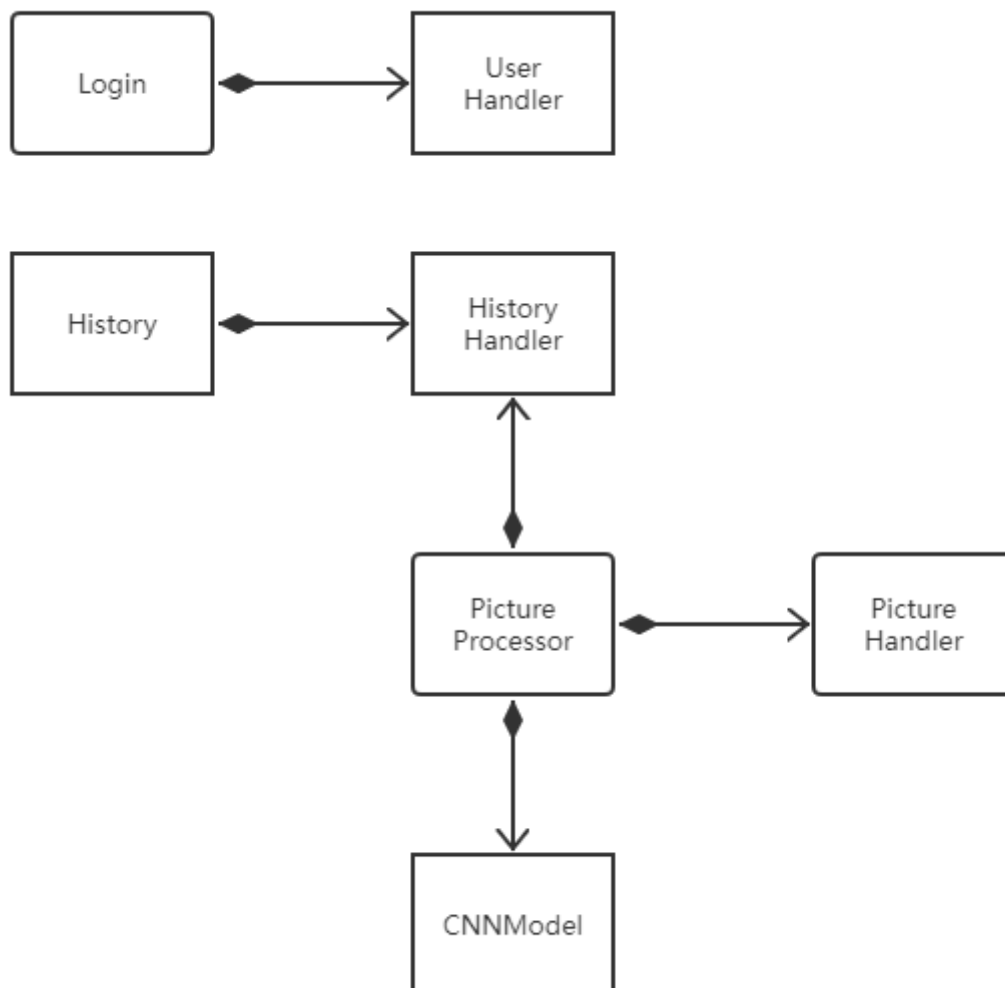 Login
User
Handler
History
History
Handler
Picture
Processor
Picture
Handler
CNNModel